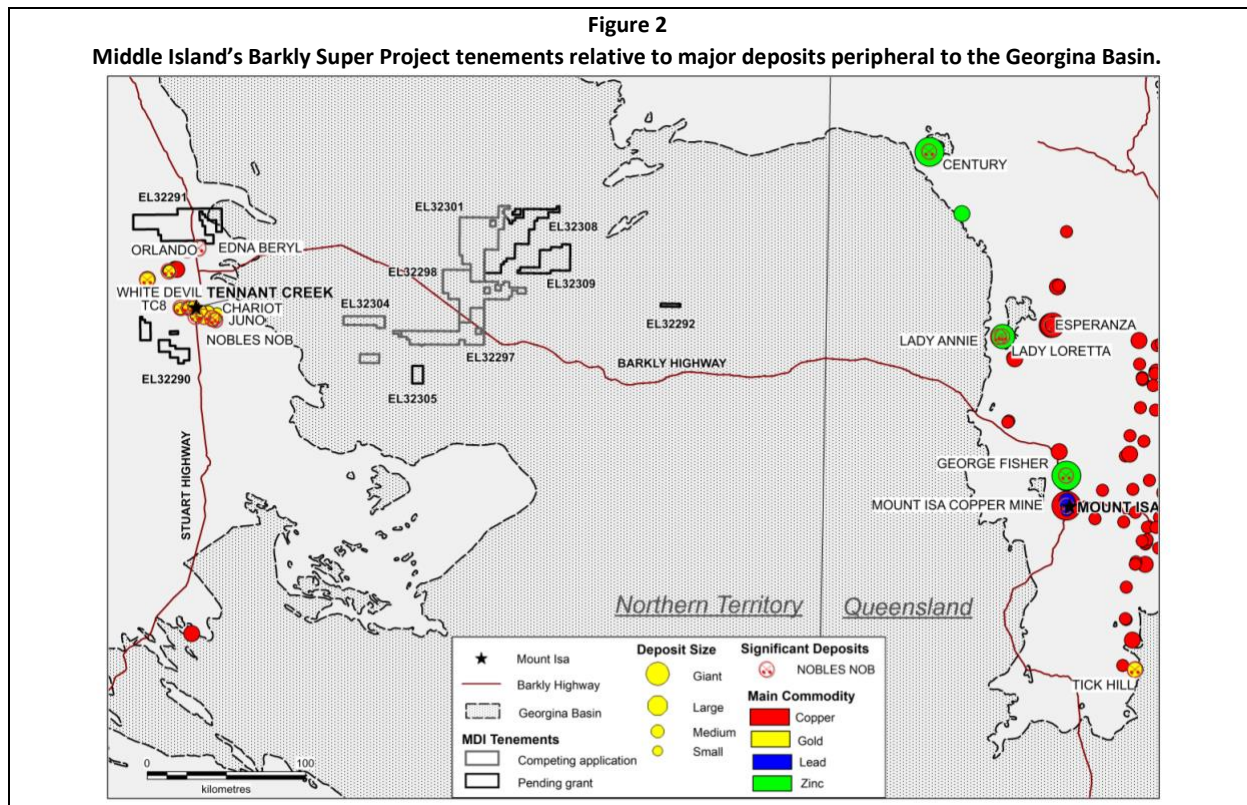 Figure 2
Middle Island's Barkly Super Project tenements relative to major deposits peripheral to the Georgina Basin.
CENTURY
EL32291
EL32301
EL32308
ORLANDO
EDNA BERYL
EL32298
EL32309
WHITE DEVIL
TENNANT CREEK
TC8
CHARIOT
JUNO
NOBLES NOB
EL32304
EL32292
ESPERANZA
LADY ANNIE
LADY LORETTA
EL32297
BARKLY HIGHWAY
EL32290
EL32305
STUART HIGHWAY
GEORGE FISHER
MOUNT ISA COPPER MINE
MOUNT ISA
Northern Territory
Queensland
TICK HILL
Mount Isa
Barkly Highway
Georgina Basin
MDI Tenements
Competing application
Pending grant
Deposit Size
Giant
Large
Medium
Small
Significant Deposits
NOBLES NOB
Main Commodity
Copper
Gold
Lead
Zinc
0
100
kilometres